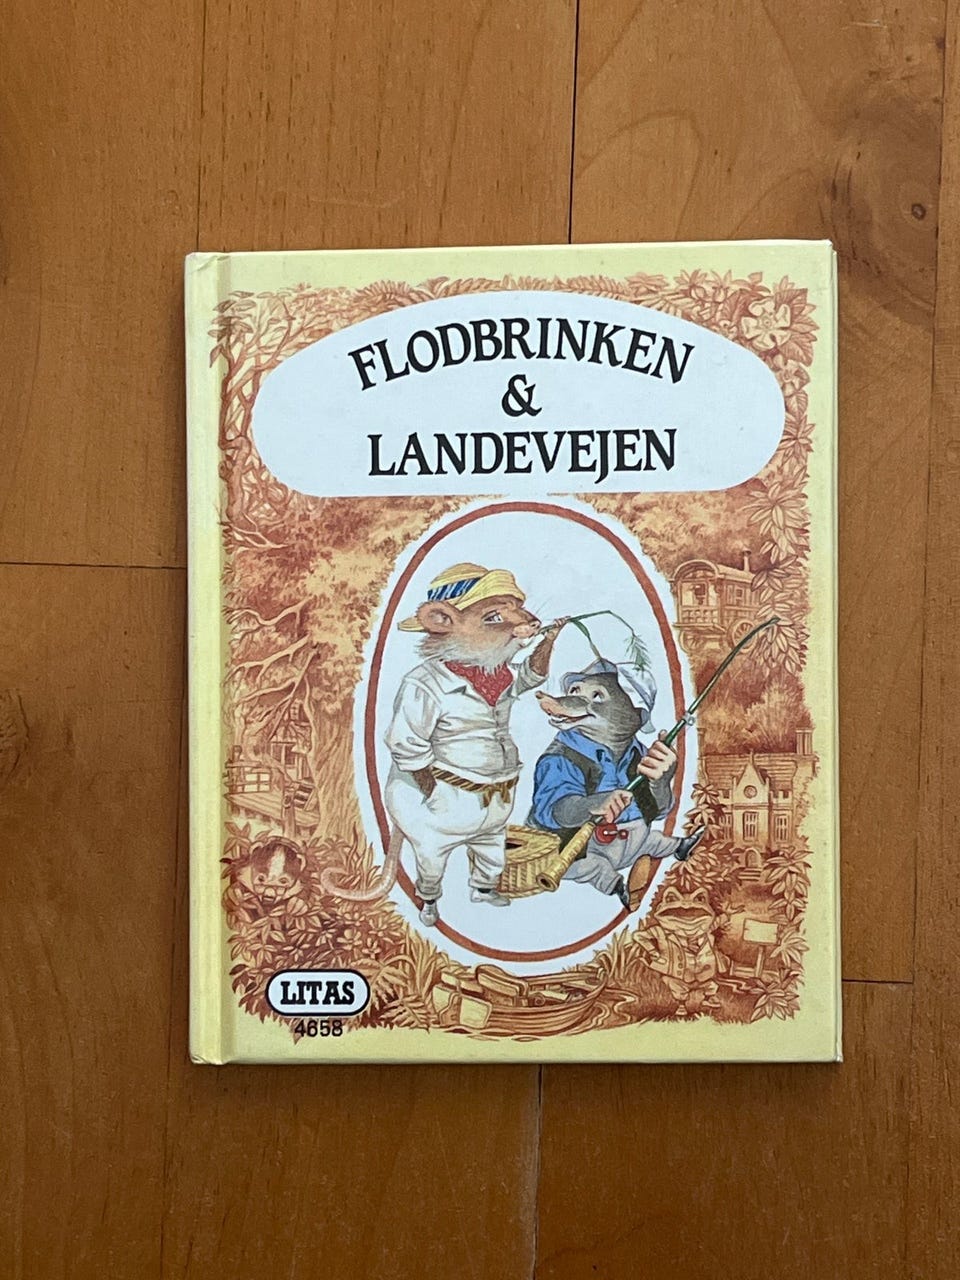 FLODBRINKEN
&
LANDEVEJEN
LITAS
4658